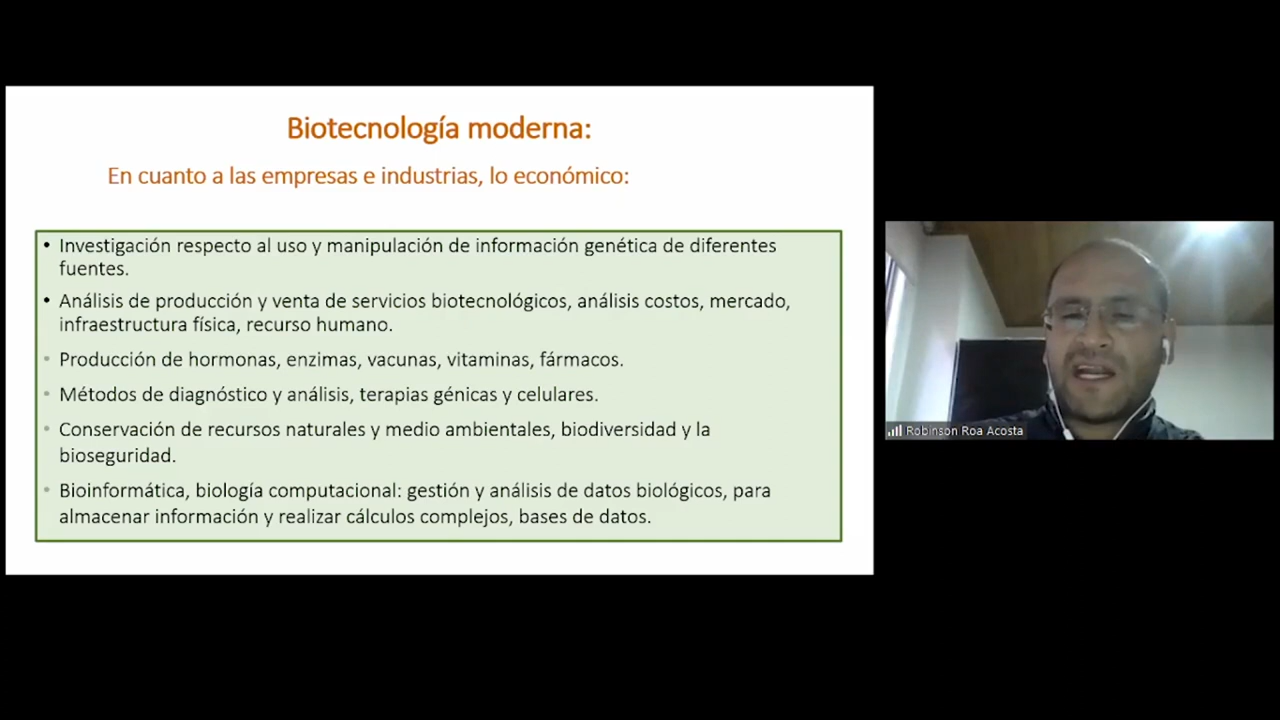 Biotecnología moderna:
En cuanto a las empresas e industrias, lo económico:
• Investigación respecto al uso y manipulación de información genética de diferentes
fuentes.
• Análisis de producción y venta de servicios biotecnológicos, análisis costos, mercado,
infraestructura física, recurso humano.
• Producción de hormonas, enzimas, vacunas, vitaminas, fármacos.
• Métodos de diagnóstico y análisis, terapias génicas y celulares.
• Conservación de recursos naturales y medio ambientales, biodiversidad y la
bioseguridad.
• Bioinformática, biología computacional: gestión y análisis de datos biológicos, para
almacenar información y realizar cálculos complejos, bases de datos.
Robinson Roa Acosta